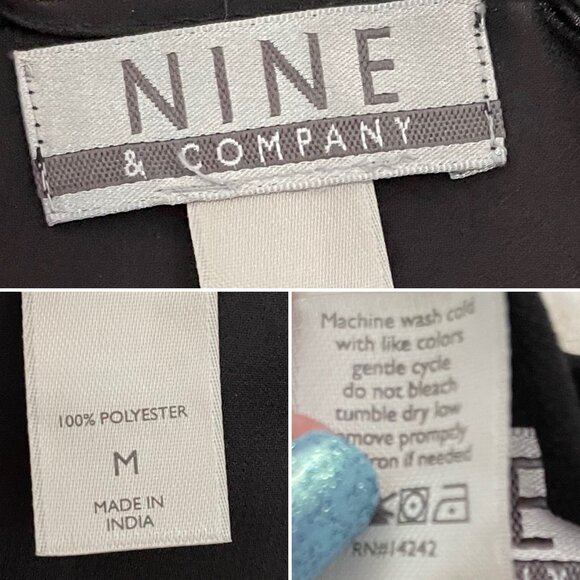 NINE
& COMPANY
100% POLYESTER
M
MADE IN
INDIA
Machine wash cold
with like colors
gentle cycle
do not bleach
tumble dry low
move promptly
ron if needed
RN#14242